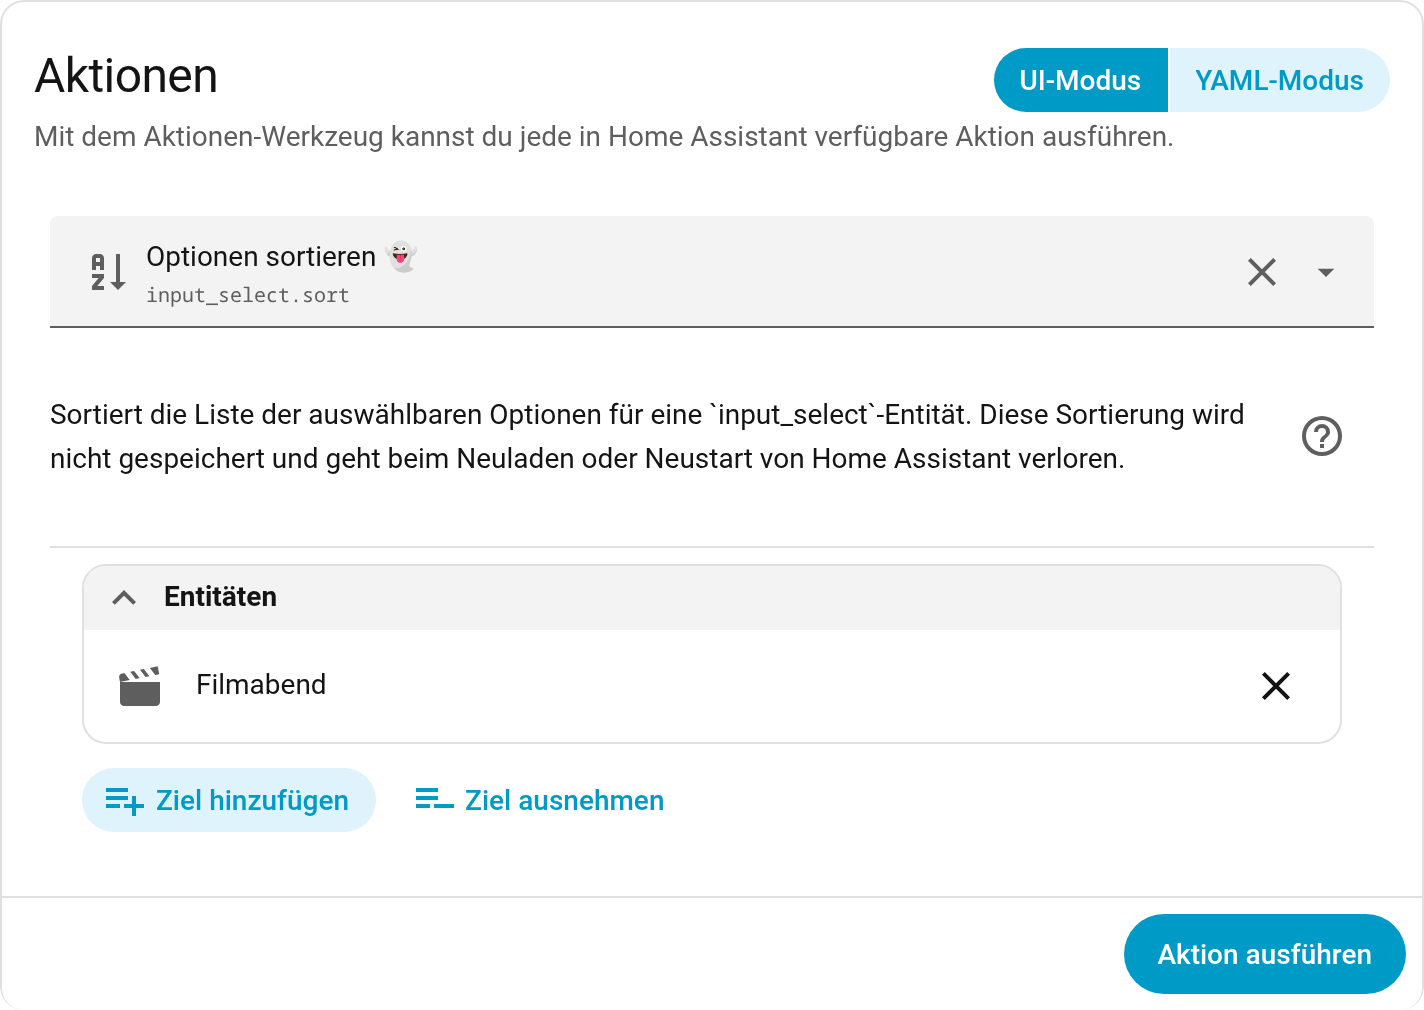 Aktionen
UI-Modus
YAML-Modus
Mit dem Aktionen-Werkzeug kannst du jede in Home Assistant verfügbare Aktion ausführen.
Optionen sortieren 👻
input_select.sort
Sortiert die Liste der auswählbaren Optionen für eine `input_select`-Entität. Diese Sortierung wird
nicht gespeichert und geht beim Neuladen oder Neustart von Home Assistant verloren.
Entitäten
Filmabend
Ziel hinzufügen
Ziel ausnehmen
Aktion ausführen